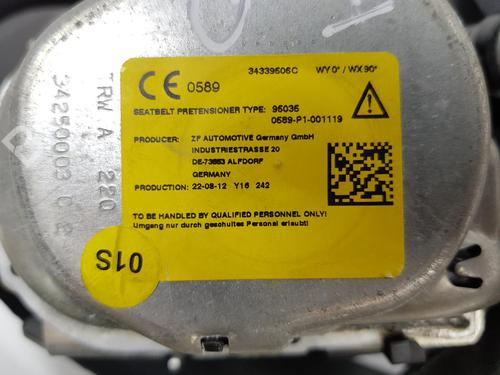 34339506C WY 0° / WX 90°
CE 0589
SEATBELT PRETENSIONER TYPE: 95035
0589-P1-001119
PRODUCER: ZF AUTOMOTIVE Germany GmbH
INDUSTRIESTRASSE 20
DE-73553 ALFDORF
GERMANY
PRODUCTION: 22-08-12 Y16 242
TO BE HANDLED BY QUALIFIED PERSONNEL ONLY!
Umgang nur durch geschultes Personal erlaubt!
01S
TRW A 220
34250003 C 2